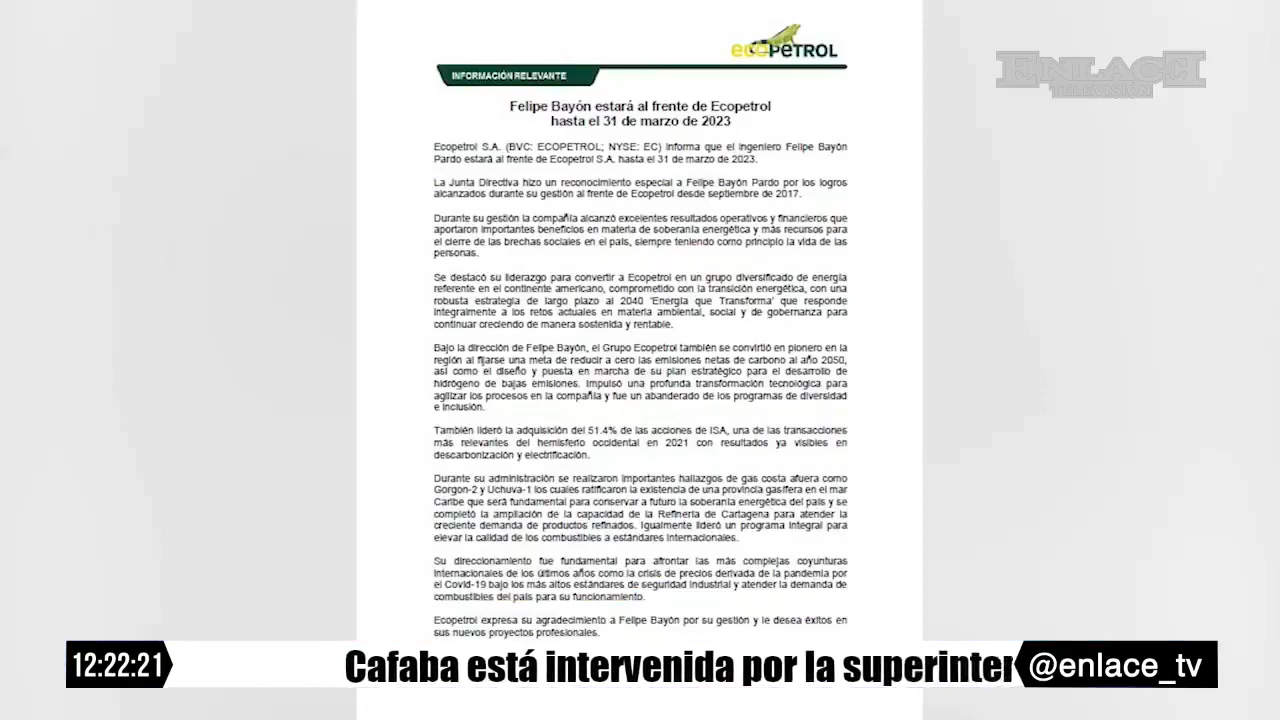 ecoPETROL
INFORMACIÓN RELEVANTE
ENLACE
TELEVISIÓN
Felipe Bayón estará al frente de Ecopetrol
hasta el 31 de marzo de 2023
Ecopetrol S.A. (BVC: ECOPETROL; NYSE: EC) informa que el ingeniero Felipe Bayón
Pardo estará al frente de Ecopetrol S.A. hasta el 31 de marzo de 2023.
La Junta Directiva hizo un reconocimiento especial a Felipe Bayón Pardo por los logros
alcanzados durante su gestión al frente de Ecopetrol desde septiembre de 2017.
Durante su gestión la compañía alcanzó excelentes resultados operativos y financieros que
aportaron importantes beneficios en materia de soberanía energética y más recursos para
el cierre de las brechas sociales en el país, siempre teniendo como principio la vida de las
personas.
Se destacó su liderazgo para convertir a Ecopetrol en un grupo diversificado de energía
referente en el continente americano, comprometido con la transición energética, con una
robusta estrategia de largo plazo al 2040 'Energía que Transforma' que responde
integralmente a los retos actuales en materia ambiental, social y de gobernanza para
continuar creciendo de manera sostenida y rentable.
Bajo la dirección de Felipe Bayón, el Grupo Ecopetrol también se convirtió en pionero en la
región al fijarse una meta de reducir a cero las emisiones netas de carbono al año 2050,
así como el diseño y puesta en marcha de su plan estratégico para el desarrollo de
hidrógeno de bajas emisiones. Impulsó una profunda transformación tecnológica para
agilizar los procesos en la compañía y fue un abanderado de los programas de diversidad
e inclusión.
También lideró la adquisición del 51.4% de las acciones de ISA, una de las transacciones
más relevantes del hemisferio occidental en 2021 con resultados ya visibles en
descarbonización y electrificación.
Durante su administración se realizaron importantes hallazgos de gas costa afuera como
Gorgon-2 y Uchuva-1 los cuales ratificaron la existencia de una provincia gasífera en el mar
Caribe que será fundamental para conservar a futuro la soberanía energética del país y se
completó la ampliación de la capacidad de la Refinería de Cartagena para atender la
creciente demanda de productos refinados. Igualmente lideró un programa integral para
elevar la calidad de los combustibles a estándares internacionales.
Su direccionamiento fue fundamental para afrontar las más complejas coyunturas
internacionales de los últimos años como la crisis de precios derivada de la pandemia por
el Covid-19 bajo los más altos estándares de seguridad industrial y atender la demanda de
combustibles del país para su funcionamiento.
Ecopetrol expresa su agradecimiento a Felipe Bayón por su gestión y le desea éxitos en
sus nuevos proyectos profesionales.
12:22:21
Cafaba está intervenida por la superinter
@enlace_tv